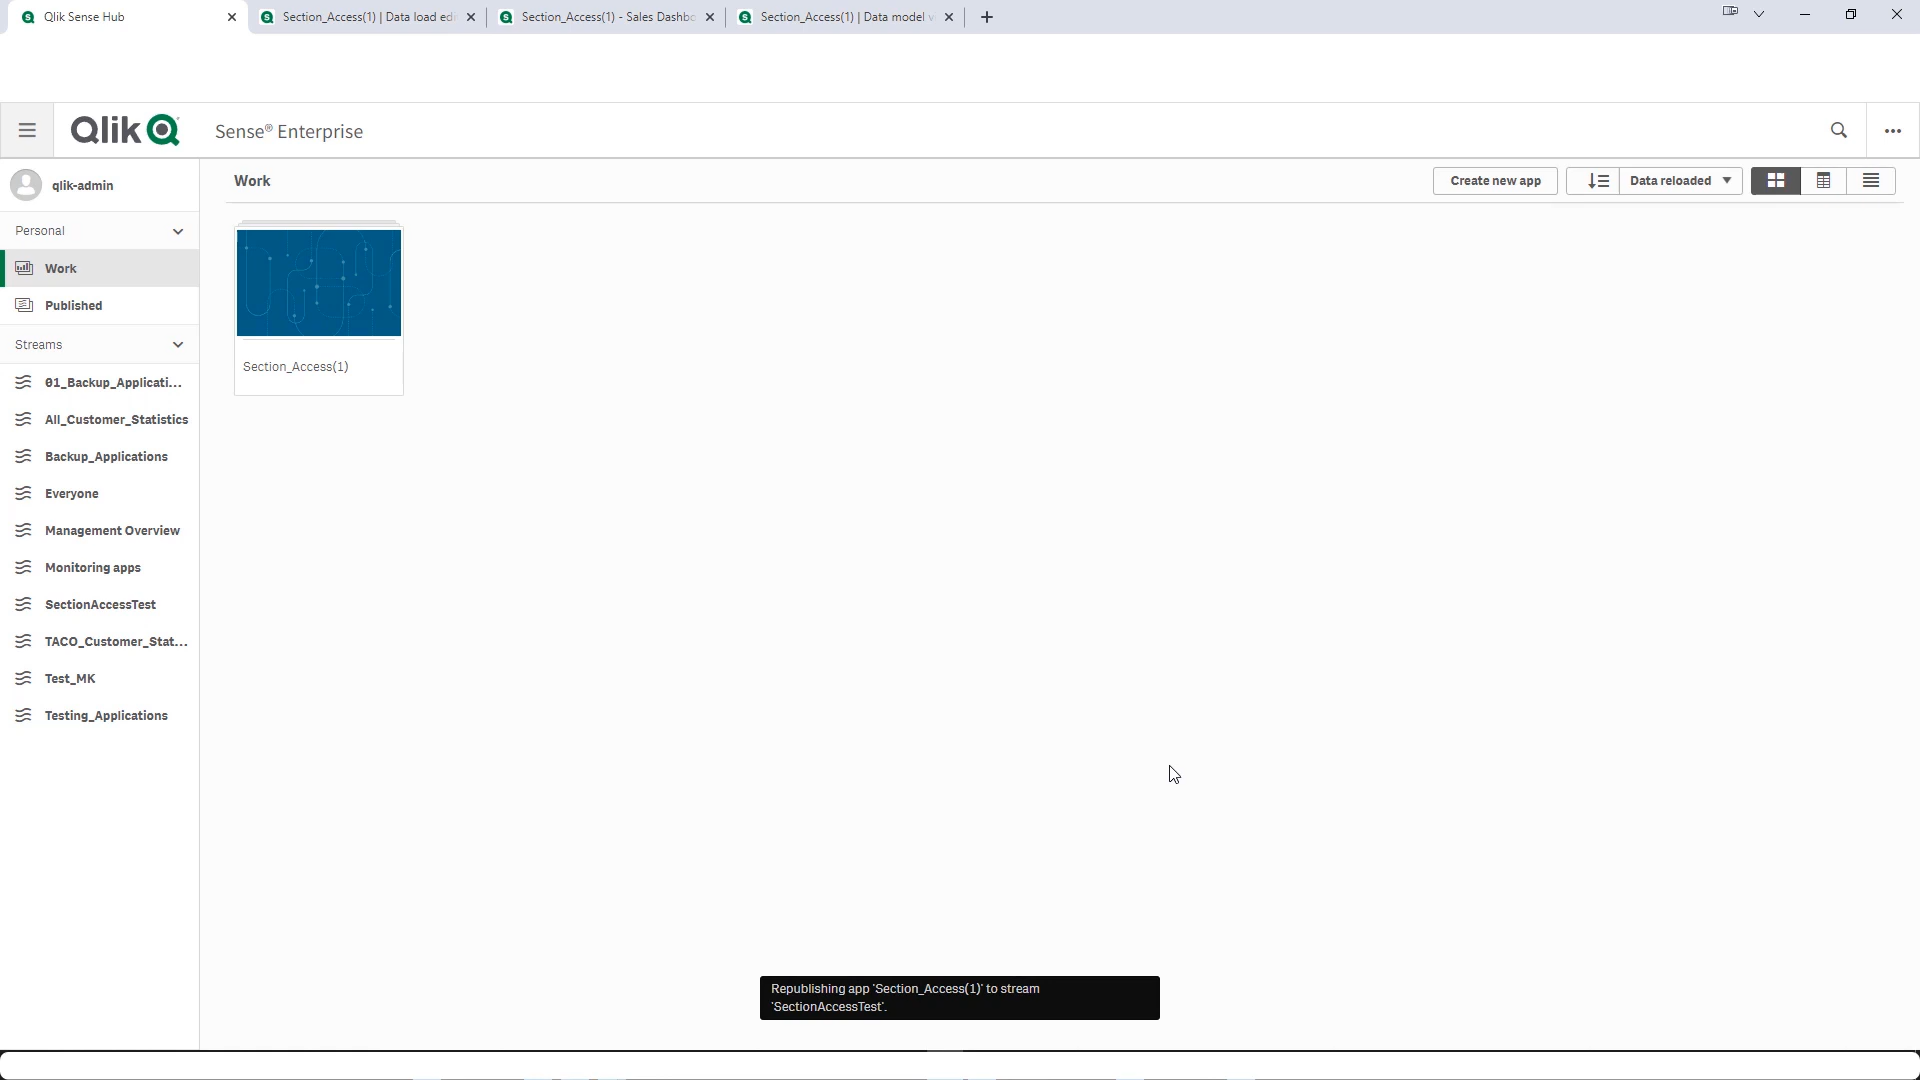 Qlik Sense Hub
Section_Access(1) | Data load edi
Section_Access(1) - Sales Dashbo
Section_Access(1) | Data model v
Qlik
Sense® Enterprise
qlik-admin
Work
Create new app
Data reloaded
Personal
Work
Published
Streams
01_Backup_Applicati...
All_Customer_Statistics
Backup_Applications
Everyone
Management Overview
Monitoring apps
SectionAccessTest
TACO_Customer_Stat...
Test_MK
Testing_Applications
Section_Access(1)
Republishing app 'Section_Access(1)' to stream
'SectionAccessTest'.